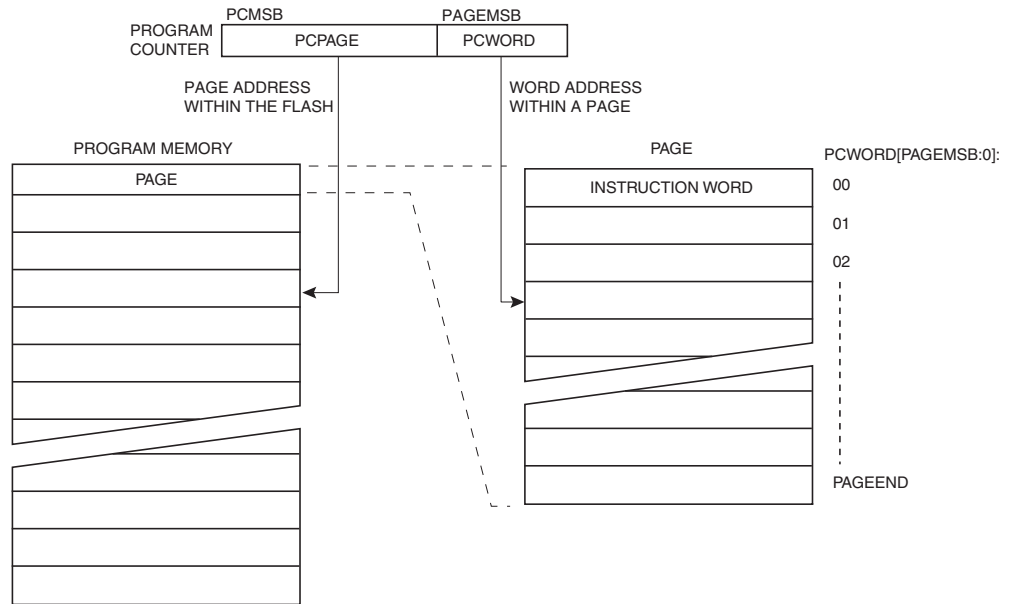 PCMSB
PAGEMSB
PROGRAM
COUNTER
PCPAGE
PCWORD
PAGE ADDRESS
WITHIN THE FLASH
WORD ADDRESS
WITHIN A PAGE
PROGRAM MEMORY
PAGE
PAGE
PCWORD[PAGEMSB:0]:
INSTRUCTION WORD
00
01
02
PAGEEND